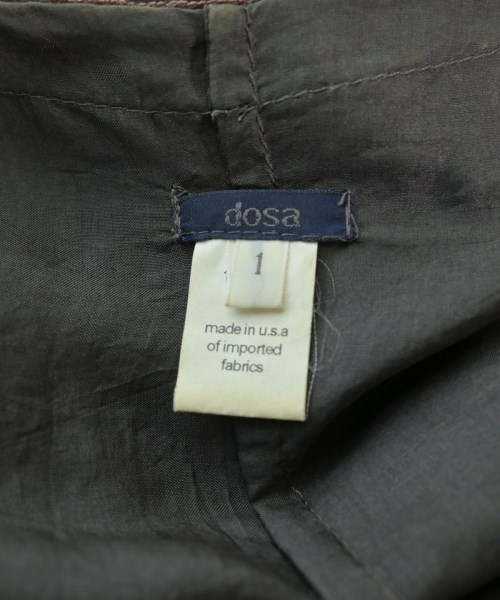 dosa
1
made in u.s.a
of imported
fabrics